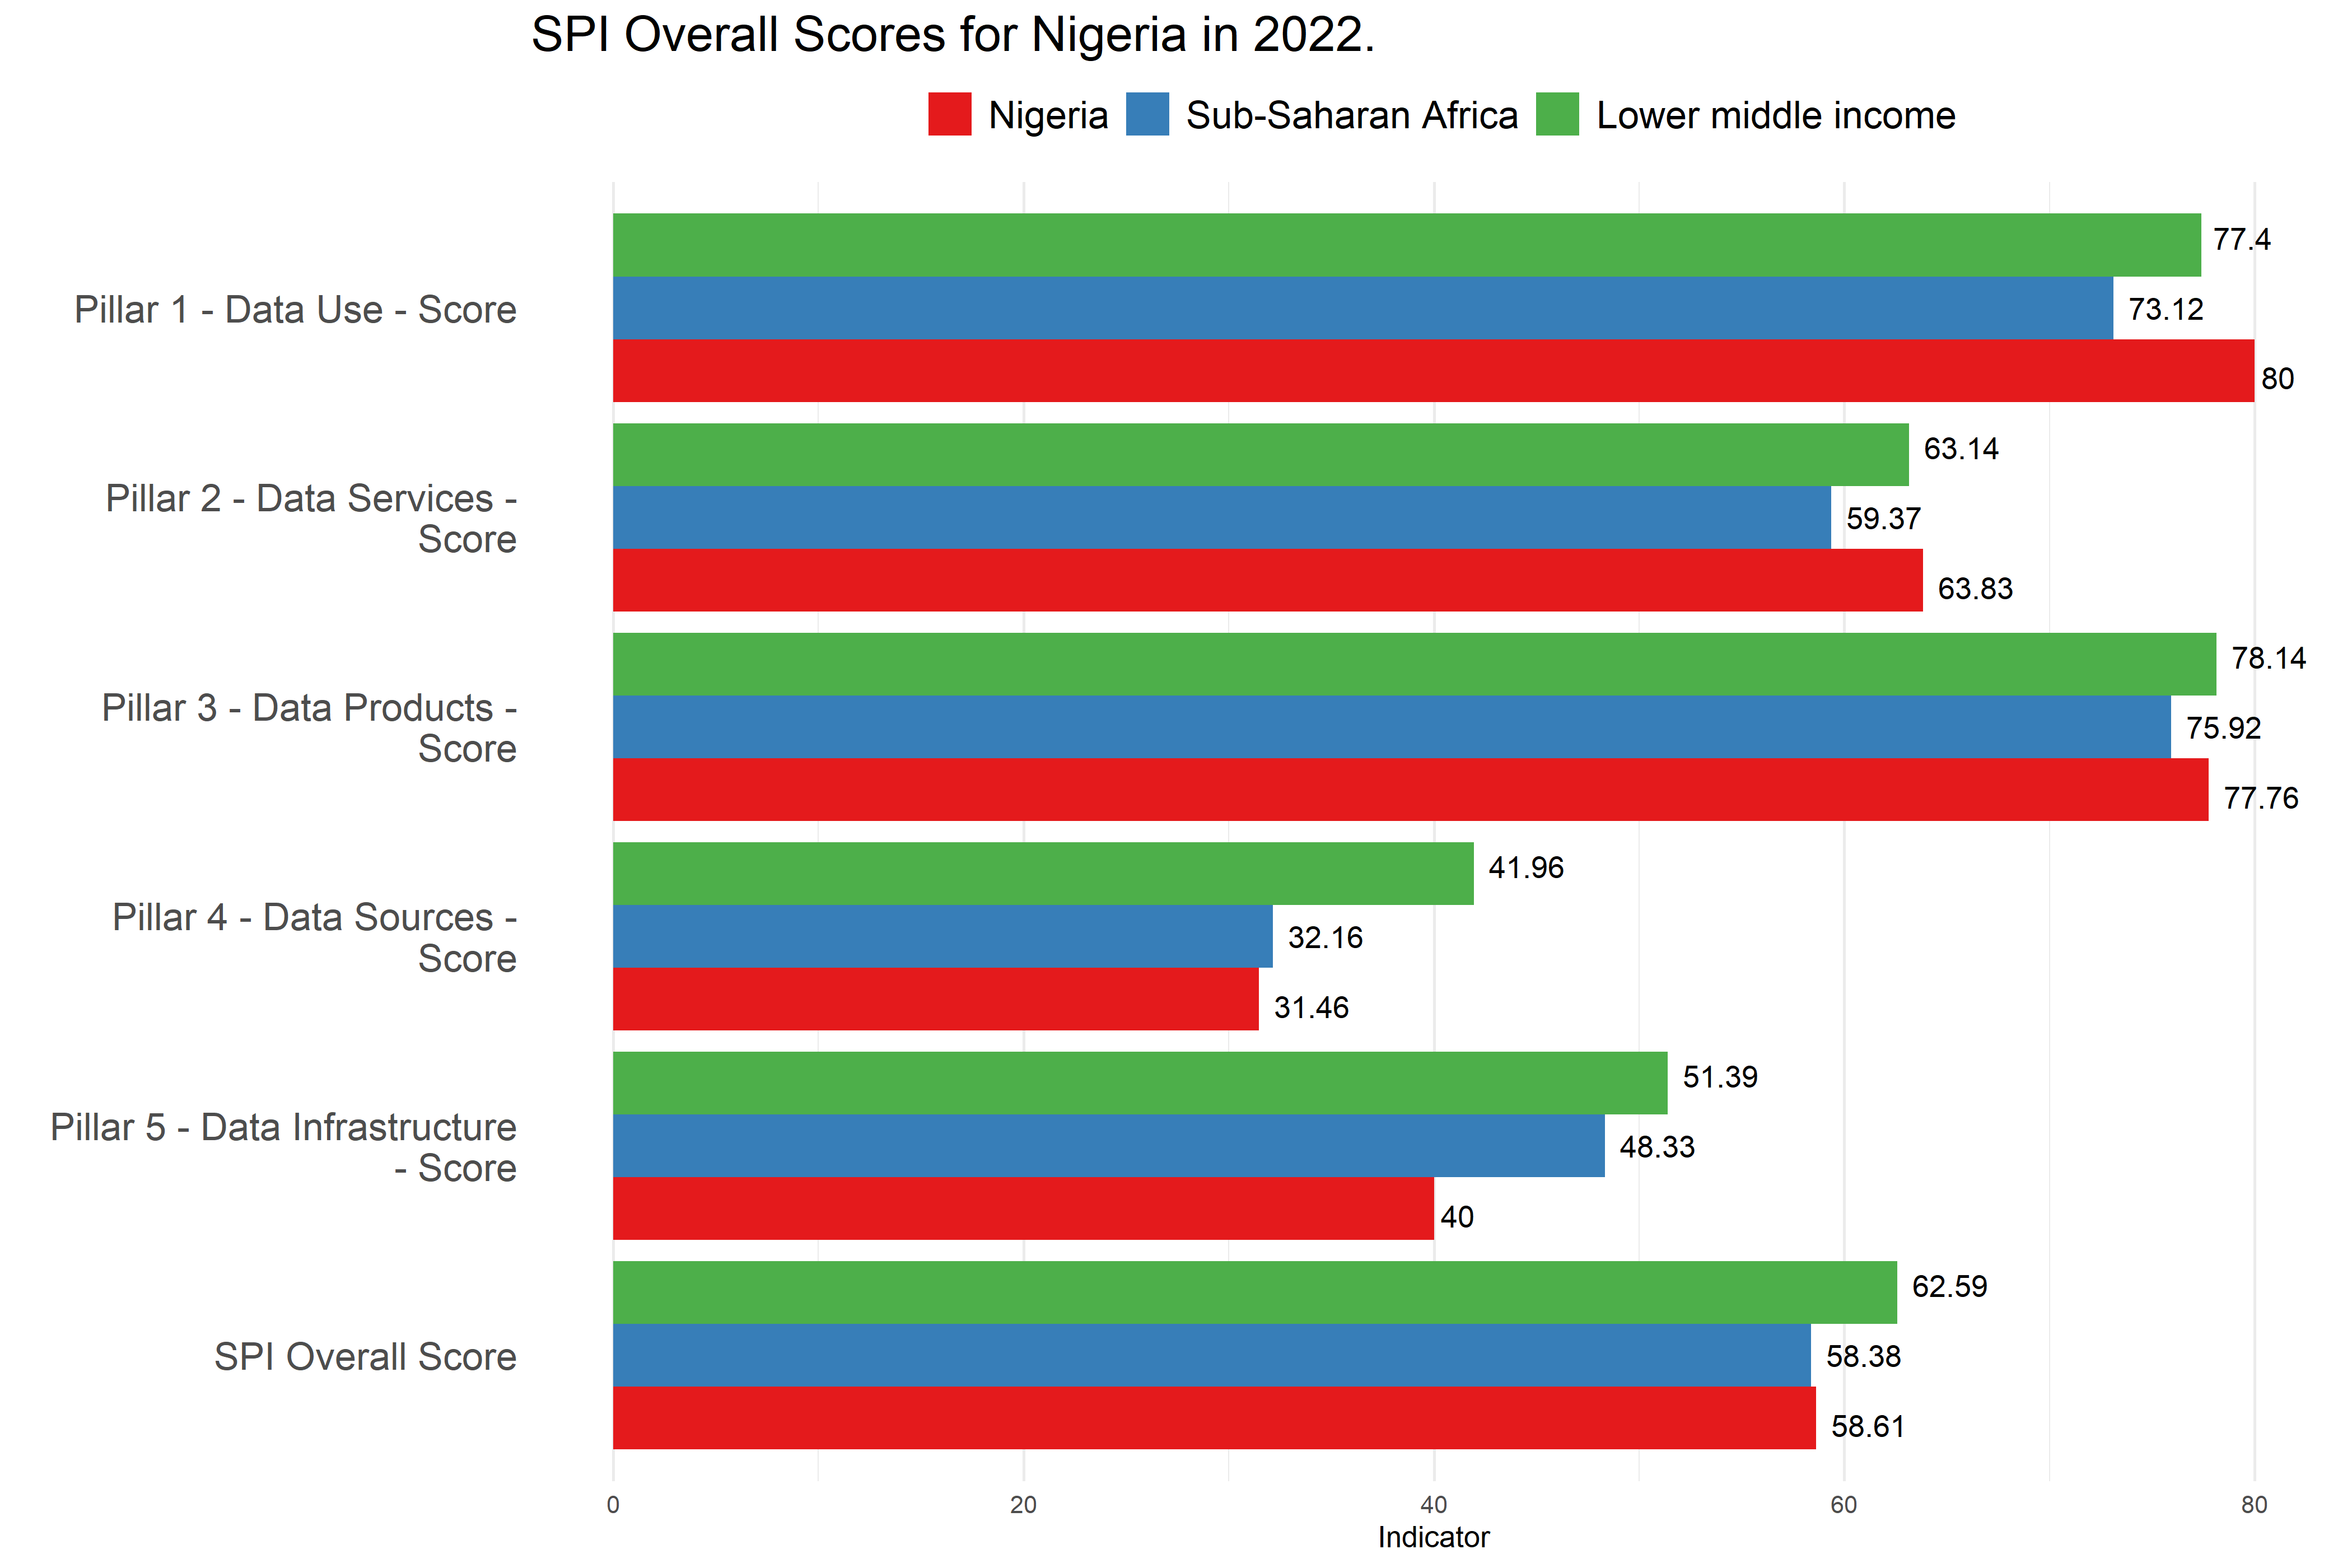 SPI Overall Scores for Nigeria in 2022.
Nigeria Sub-Saharan Africa Lower middle income
77.4
Pillar 1 - Data Use - Score
73.12
80
63.14
Pillar 2 - Data Services -
Score
59.37
63.83
78.14
Pillar 3 - Data Products -
Score
75.92
77.76
41.96
Pillar 4 - Data Sources -
Score
32.16
31.46
51.39
Pillar 5 - Data Infrastructure
- Score
48.33
40
62.59
SPI Overall Score
58.38
58.61
0 20 40 60 80
Indicator